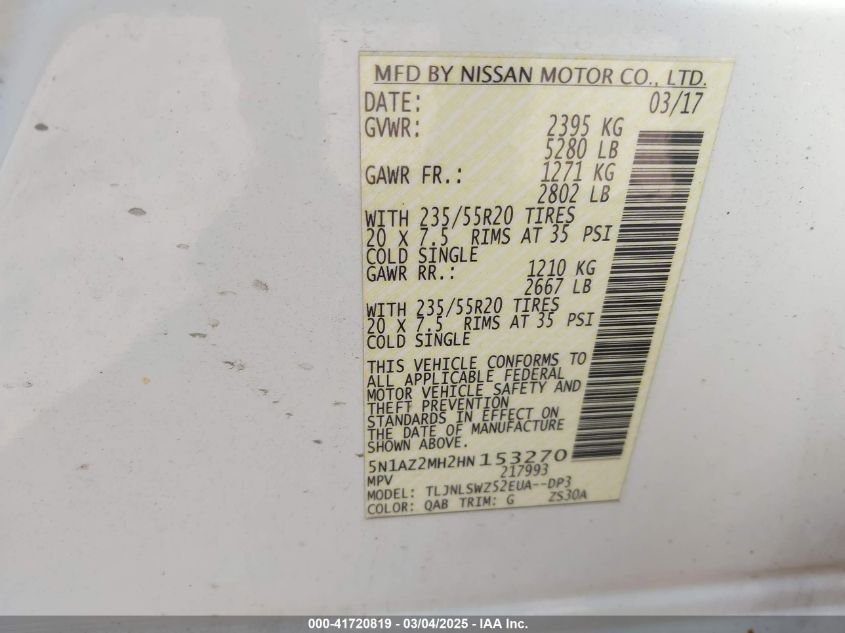 MFD BY NISSAN MOTOR CO., LTD.
DATE: 03/17
GVWR: 2395 KG
5280 LB
GAWR FR.: 1271 KG
2802 LB
WITH 235/55R20 TIRES
20 X 7.5 RIMS AT 35 PSI
COLD SINGLE
GAWR RR.: 1210 KG
2667 LB
WITH 235/55R20 TIRES
20 X 7.5 RIMS AT 35 PSI
COLD SINGLE
THIS VEHICLE CONFORMS TO
ALL APPLICABLE FEDERAL
MOTOR VEHICLE SAFETY AND
THEFT PREVENTION
STANDARDS IN EFFECT ON
THE DATE OF MANUFACTURE
SHOWN ABOVE.
5N1AZ2MH2HN 153270
MPV 217993
MODEL: TLJNLSWZ52EUA--DP3
COLOR: QAB TRIM: G ZS30A
000-41720819 - 03/04/2025 - IAA Inc.